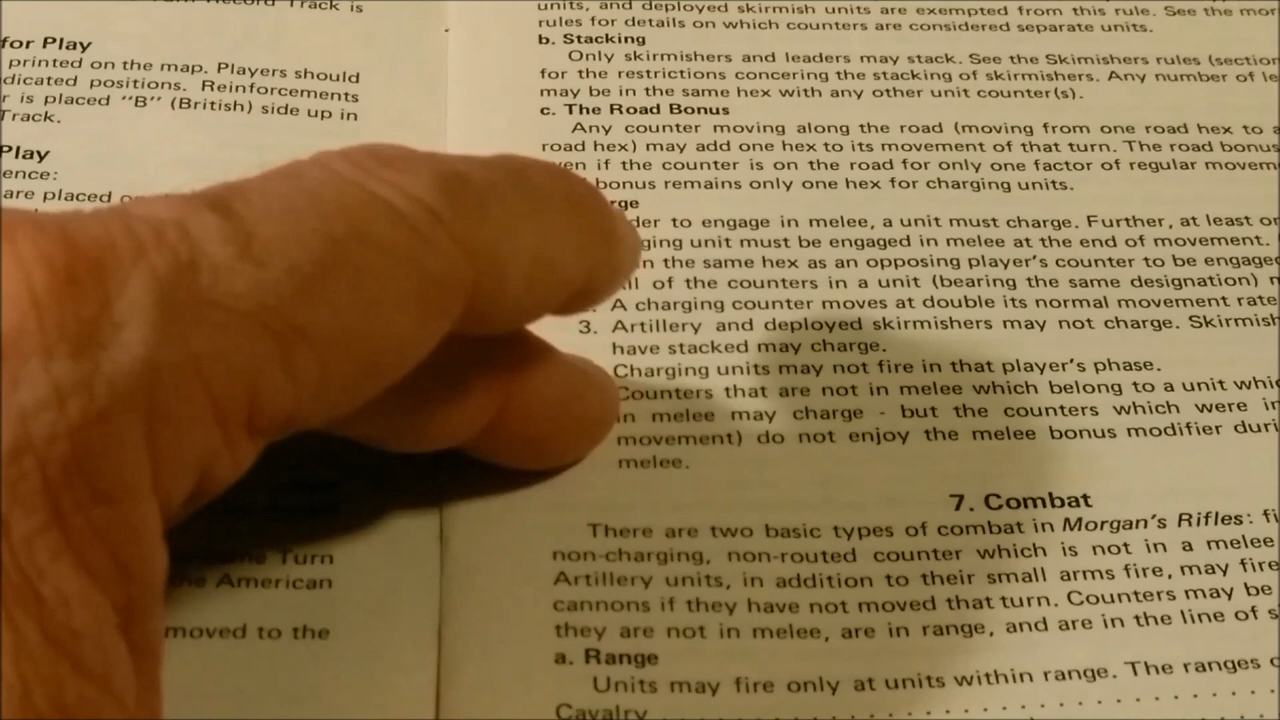 Track is
for Play
printed on the map. Players should
dicated positions. Reinforcements
r is placed "B" (British) side up in
Track.
Play
ence:
are placed
Turn
American
moved to the
units, and deployed skirmish units are exempted from this rule. See the mor
rules for details on which counters are considered separate units.
b. Stacking
Only skirmishers and leaders may stack. See the Skimishers rules (section
for the restrictions concering the stacking of skirmishers. Any number of le
may be in the same hex with any other unit counter(s).
c. The Road Bonus
Any counter moving along the road (moving from one road hex to a
road hex) may add one hex to its movement of that turn. The road bonus
ven if the counter is on the road for only one factor of regular movem
bonus remains only one hex for charging units.
rge
der to engage in melee, a unit must charge. Further, at least on
ging unit must be engaged in melee at the end of movement.
n the same hex as an opposing player's counter to be engaged
ll of the counters in a unit (bearing the same designation) m
A charging counter moves at double its normal movement rate
3. Artillery and deployed skirmishers may not charge. Skirmish
have stacked may charge.
Charging units may not fire in that player's phase.
Counters that are not in melee which belong to a unit whic
in melee may charge - but the counters which were in
movement) do not enjoy the melee bonus modifier duri
melee.
7. Combat
There are two basic types of combat in Morgan's Rifles: fi
non-charging, non-routed counter which is not in a melee
Artillery units, in addition to their small arms fire, may fire
cannons if they have not moved that turn. Counters may be
they are not in melee, are in range, and are in the line of s
a. Range
Units may fire only at units within range. The ranges o
Cavalry . . . . . . . . . . . . . . . .